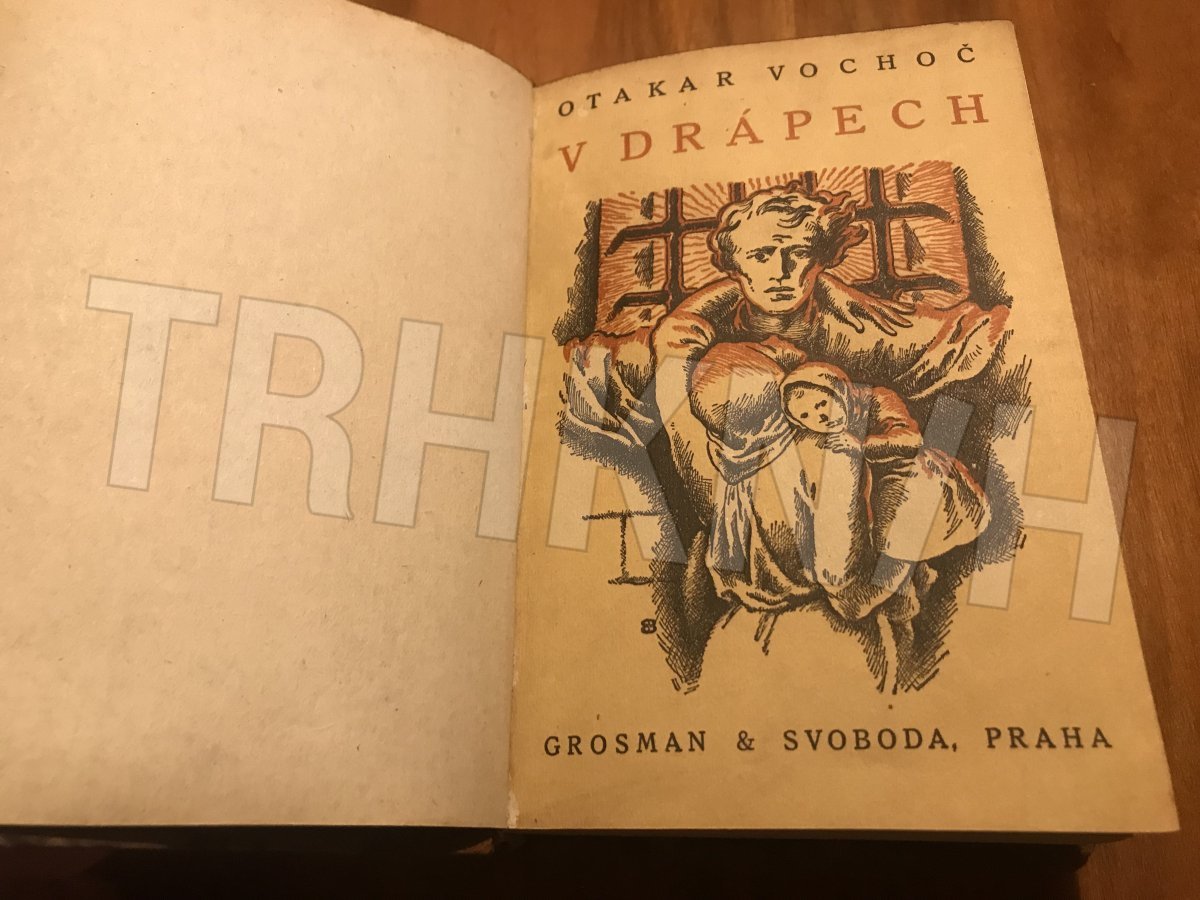 OTAKAR VOCHOČ
V DRÁPECH
TRHKNIH
GROSMAN & SVOBODA, PRAHA